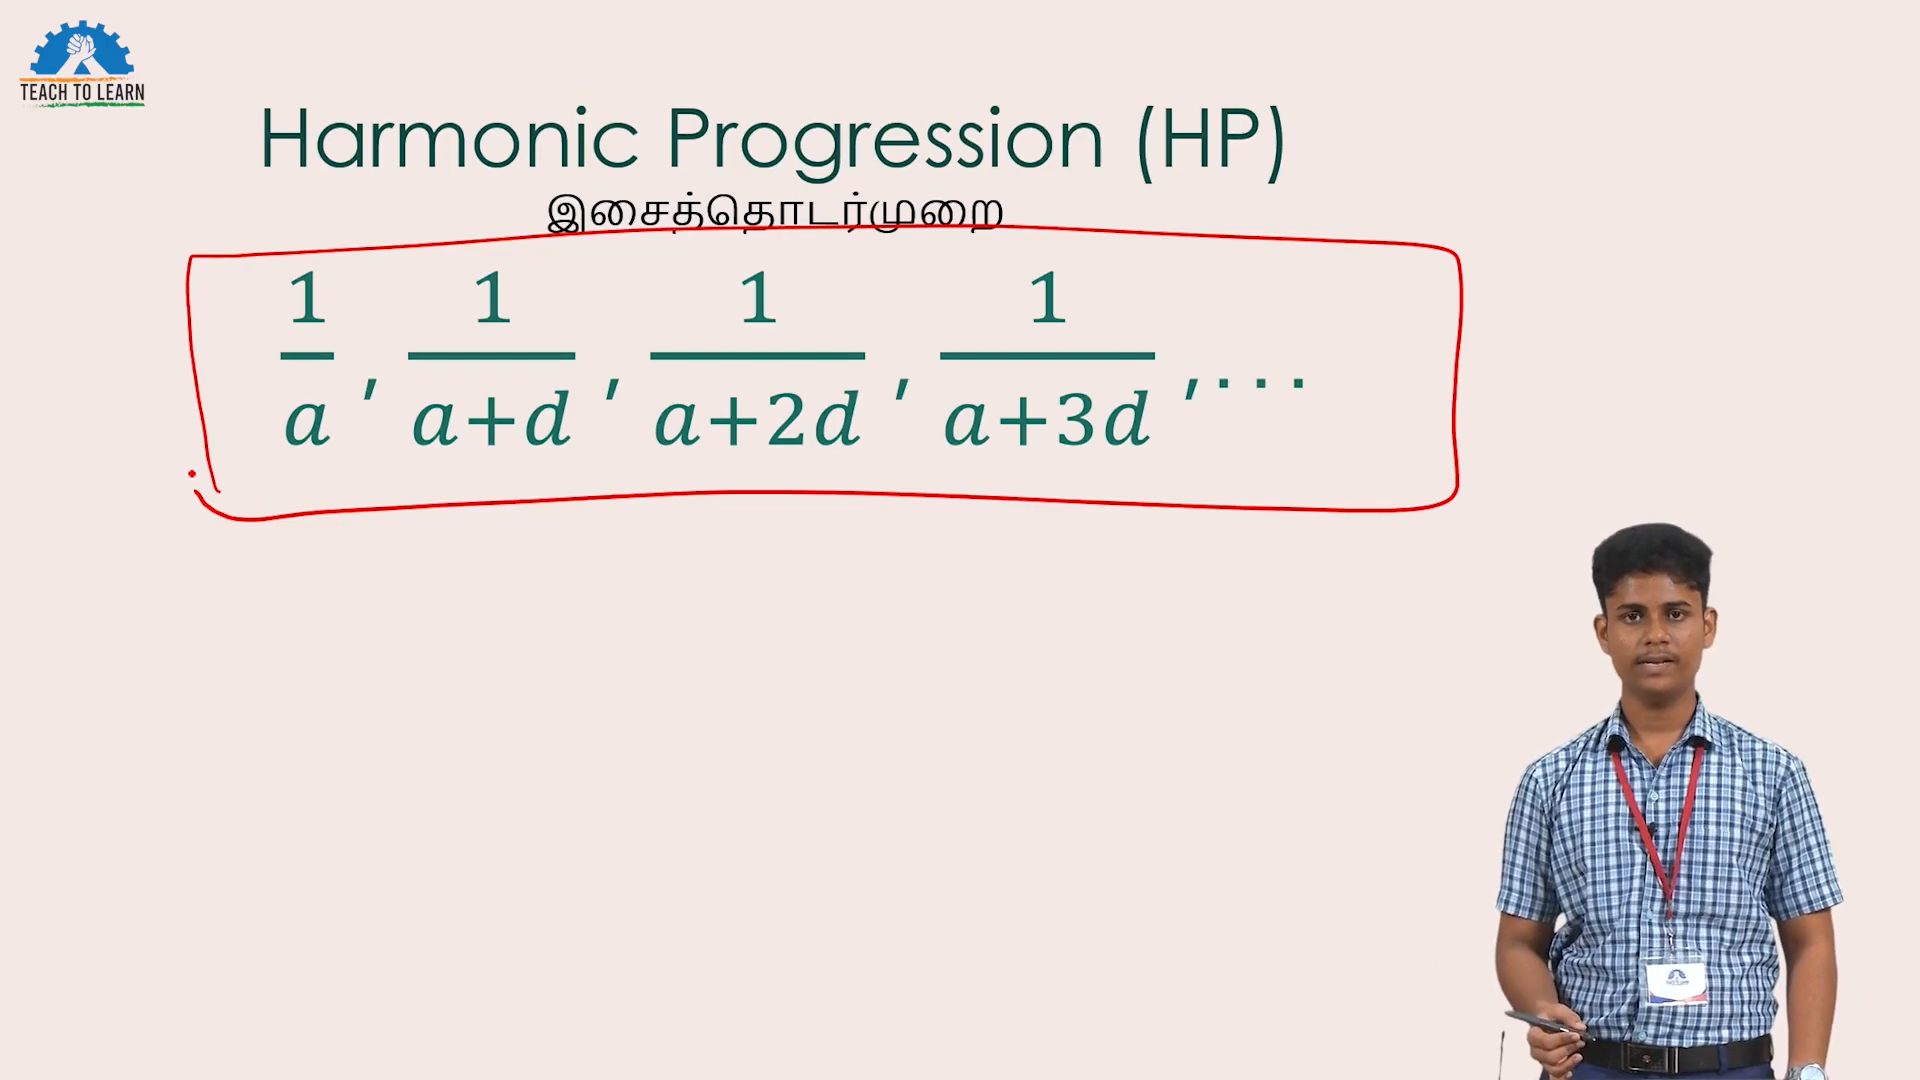 TEACH TO LEARN
Harmonic Progression (HP)
இசைத்தொடர்முறை
1/a, 1/(a+d), 1/(a+2d), 1/(a+3d), ...